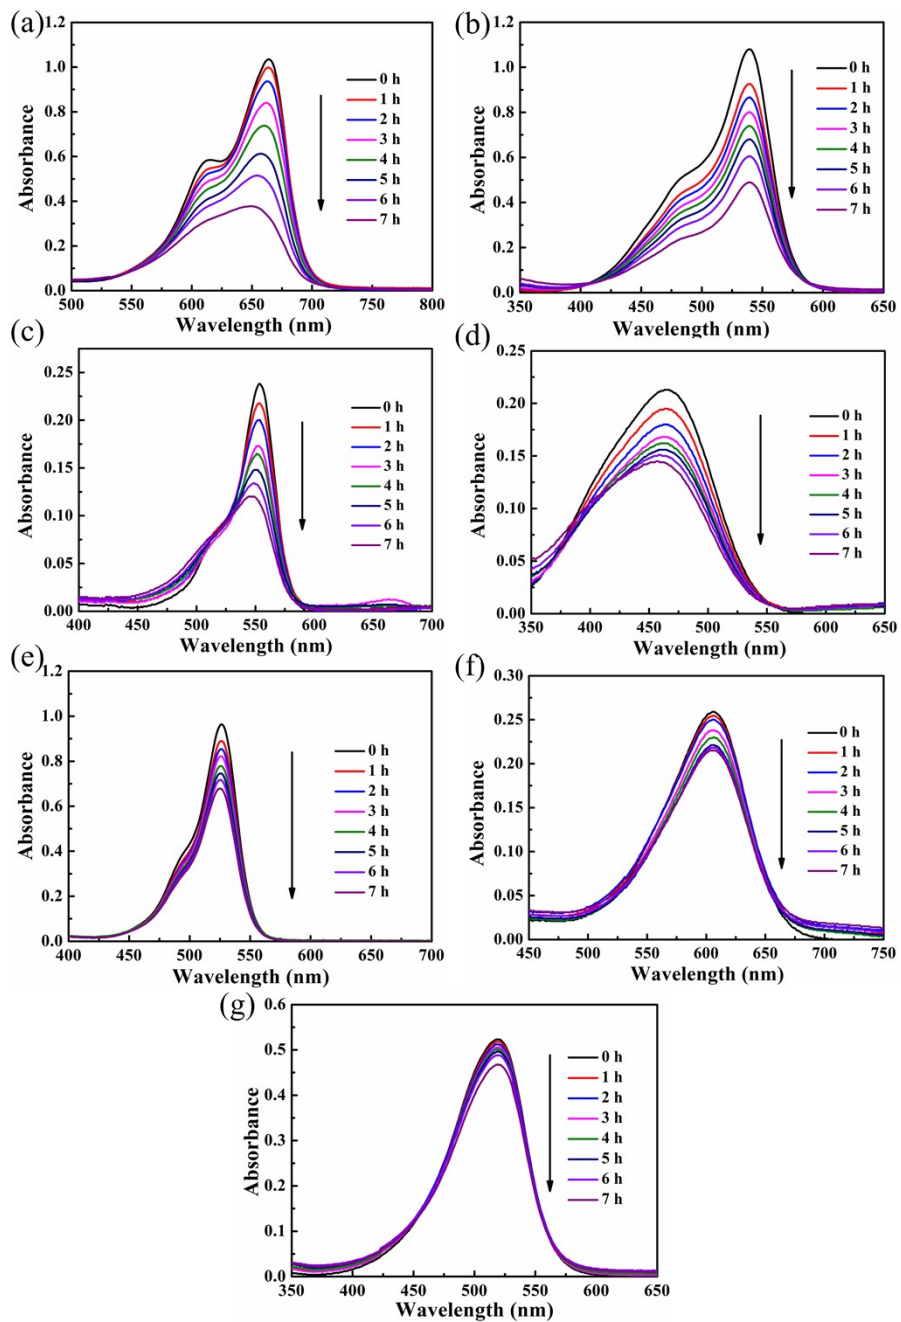 (a)
1.2
1.0
0.8
0.6
0.4
0.2
0.0
Absorbance
0 h
1 h
2 h
3 h
4 h
5 h
6 h
7 h
500 550 600 650 700 750 800
Wavelength (nm)
(b)
1.2
1.0
0.8
0.6
0.4
0.2
0.0
Absorbance
0 h
1 h
2 h
3 h
4 h
5 h
6 h
7 h
350 400 450 500 550 600 650
Wavelength (nm)
(c)
0.25
0.20
0.15
0.10
0.05
0.00
Absorbance
0 h
1 h
2 h
3 h
4 h
5 h
6 h
7 h
400 450 500 550 600 650 700
Wavelength (nm)
(d)
0.25
0.20
0.15
0.10
0.05
0.00
Absorbance
0 h
1 h
2 h
3 h
4 h
5 h
6 h
7 h
350 400 450 500 550 600 650
Wavelength (nm)
(e)
1.2
1.0
0.8
0.6
0.4
0.2
0.0
Absorbance
0 h
1 h
2 h
3 h
4 h
5 h
6 h
7 h
400 450 500 550 600 650 700
Wavelength (nm)
(f)
0.30
0.25
0.20
0.15
0.10
0.05
0.00
Absorbance
0 h
1 h
2 h
3 h
4 h
5 h
6 h
7 h
450 500 550 600 650 700 750
Wavelength (nm)
(g)
0.6
0.5
0.4
0.3
0.2
0.1
0.0
Absorbance
0 h
1 h
2 h
3 h
4 h
5 h
6 h
7 h
350 400 450 500 550 600 650
Wavelength (nm)